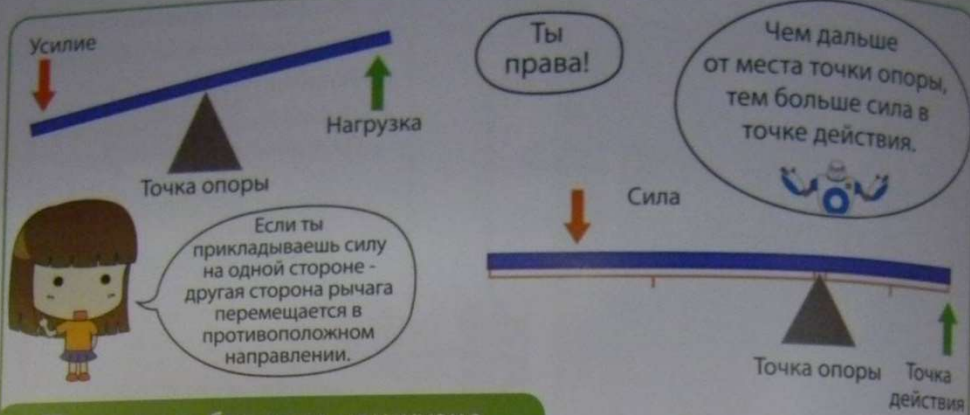 Усилие
Нагрузка
Точка опоры
Если ты
прикладываешь силу
на одной стороне -
другая сторона рычага
перемещается в
противоположном
направлении.
Ты
права!
Чем дальше
от места точки опоры,
тем больше сила в
точке действия.
Сила
Точка опоры
Точка
действия